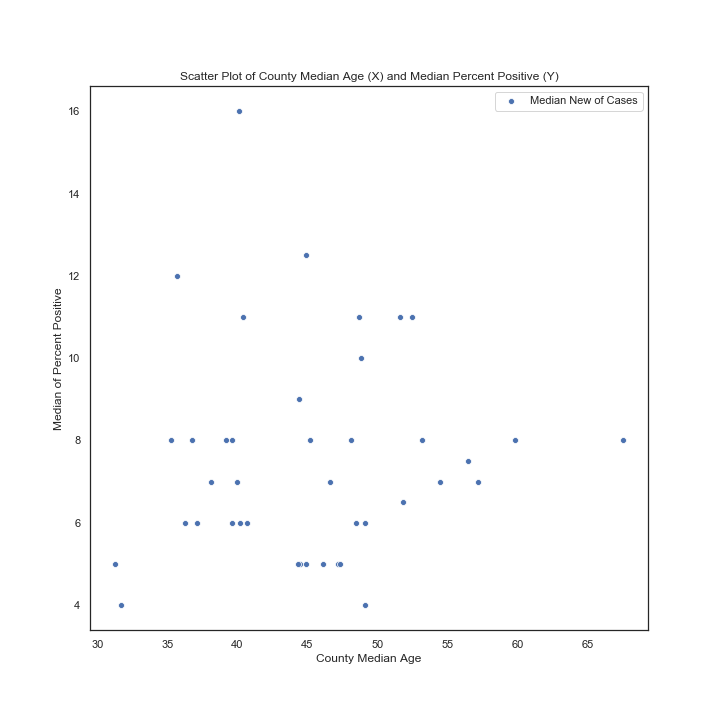 Scatter Plot of County Median Age (X) and Median Percent Positive (Y)
Median New of Cases
Median of Percent Positive
16
14
12
10
8
6
4
30 35 40 45 50 55 60 65
County Median Age